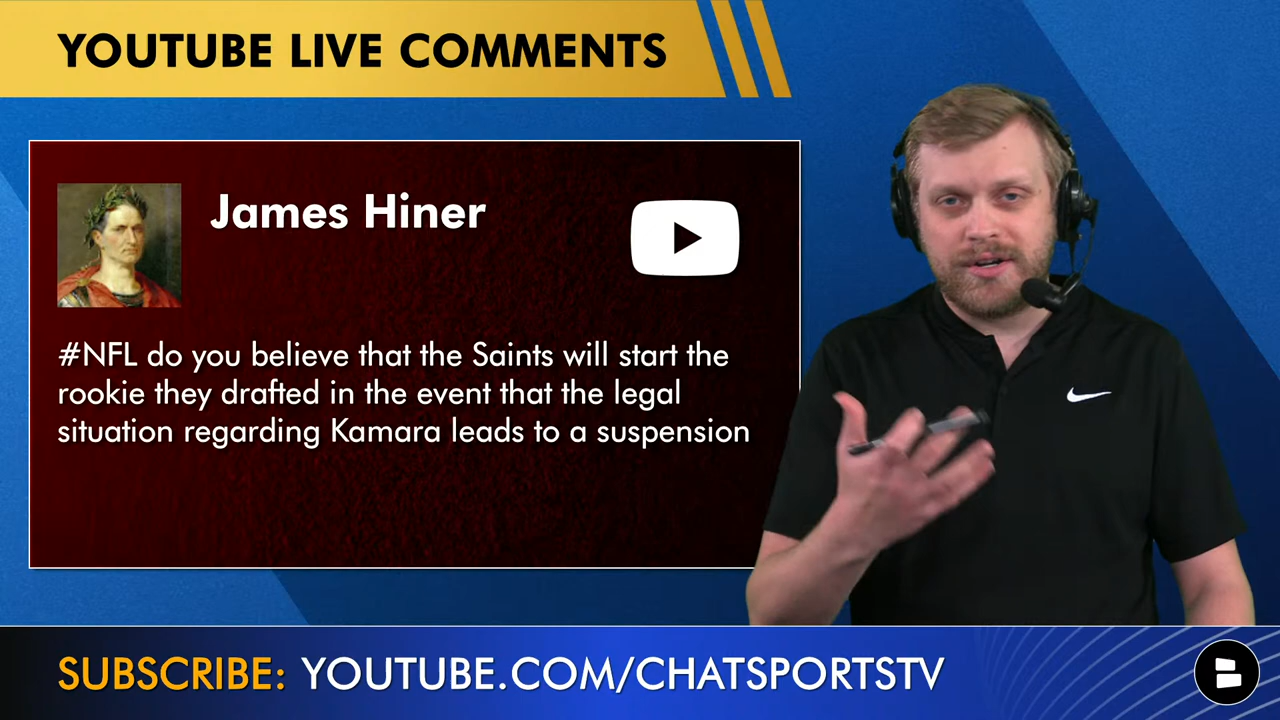 YOUTUBE LIVE COMMENTS
James Hiner
#NFL do you believe that the Saints will start the
rookie they drafted in the event that the legal
situation regarding Kamara leads to a suspension
SUBSCRIBE: YOUTUBE.COM/CHATSPORTSTV